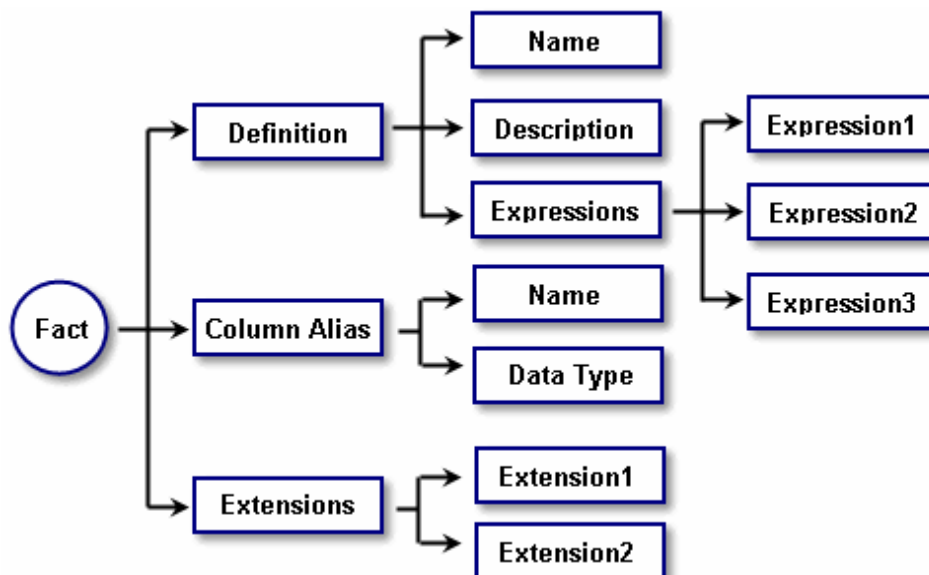 Name
Definition
Description
Expressions
Expression1
Expression2
Expression3
Fact
Column Alias
Name
Data Type
Extensions
Extension1
Extension2